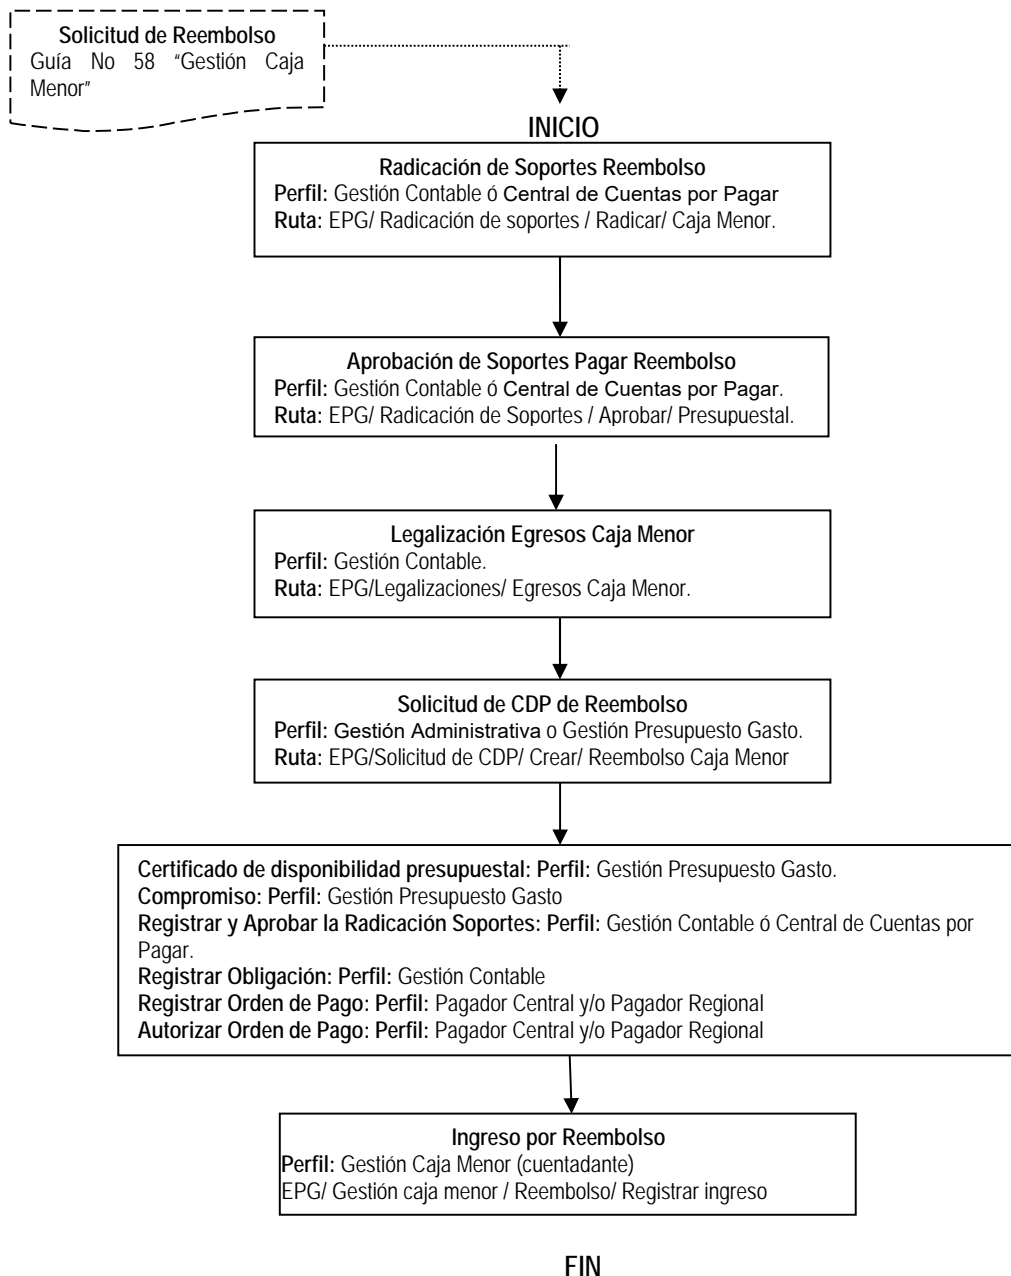 Solicitud de Reembolso
Guía No 58 “Gestión Caja
Menor”
INICIO
Radicación de Soportes Reembolso
Perfil: Gestión Contable ó Central de Cuentas por Pagar
Ruta: EPG/ Radicación de soportes / Radicar/ Caja Menor.
Aprobación de Soportes Pagar Reembolso
Perfil: Gestión Contable ó Central de Cuentas por Pagar.
Ruta: EPG/ Radicación de Soportes / Aprobar/ Presupuestal.
Legalización Egresos Caja Menor
Perfil: Gestión Contable.
Ruta: EPG/Legalizaciones/ Egresos Caja Menor.
Solicitud de CDP de Reembolso
Perfil: Gestión Administrativa o Gestión Presupuesto Gasto.
Ruta: EPG/Solicitud de CDP/ Crear/ Reembolso Caja Menor
Certificado de disponibilidad presupuestal: Perfil: Gestión Presupuesto Gasto.
Compromiso: Perfil: Gestión Presupuesto Gasto
Registrar y Aprobar la Radicación Soportes: Perfil: Gestión Contable ó Central de Cuentas por
Pagar.
Registrar Obligación: Perfil: Gestión Contable
Registrar Orden de Pago: Perfil: Pagador Central y/o Pagador Regional
Autorizar Orden de Pago: Perfil: Pagador Central y/o Pagador Regional
Ingreso por Reembolso
Perfil: Gestión Caja Menor (cuentadante)
EPG/ Gestión caja menor / Reembolso/ Registrar ingreso
FIN